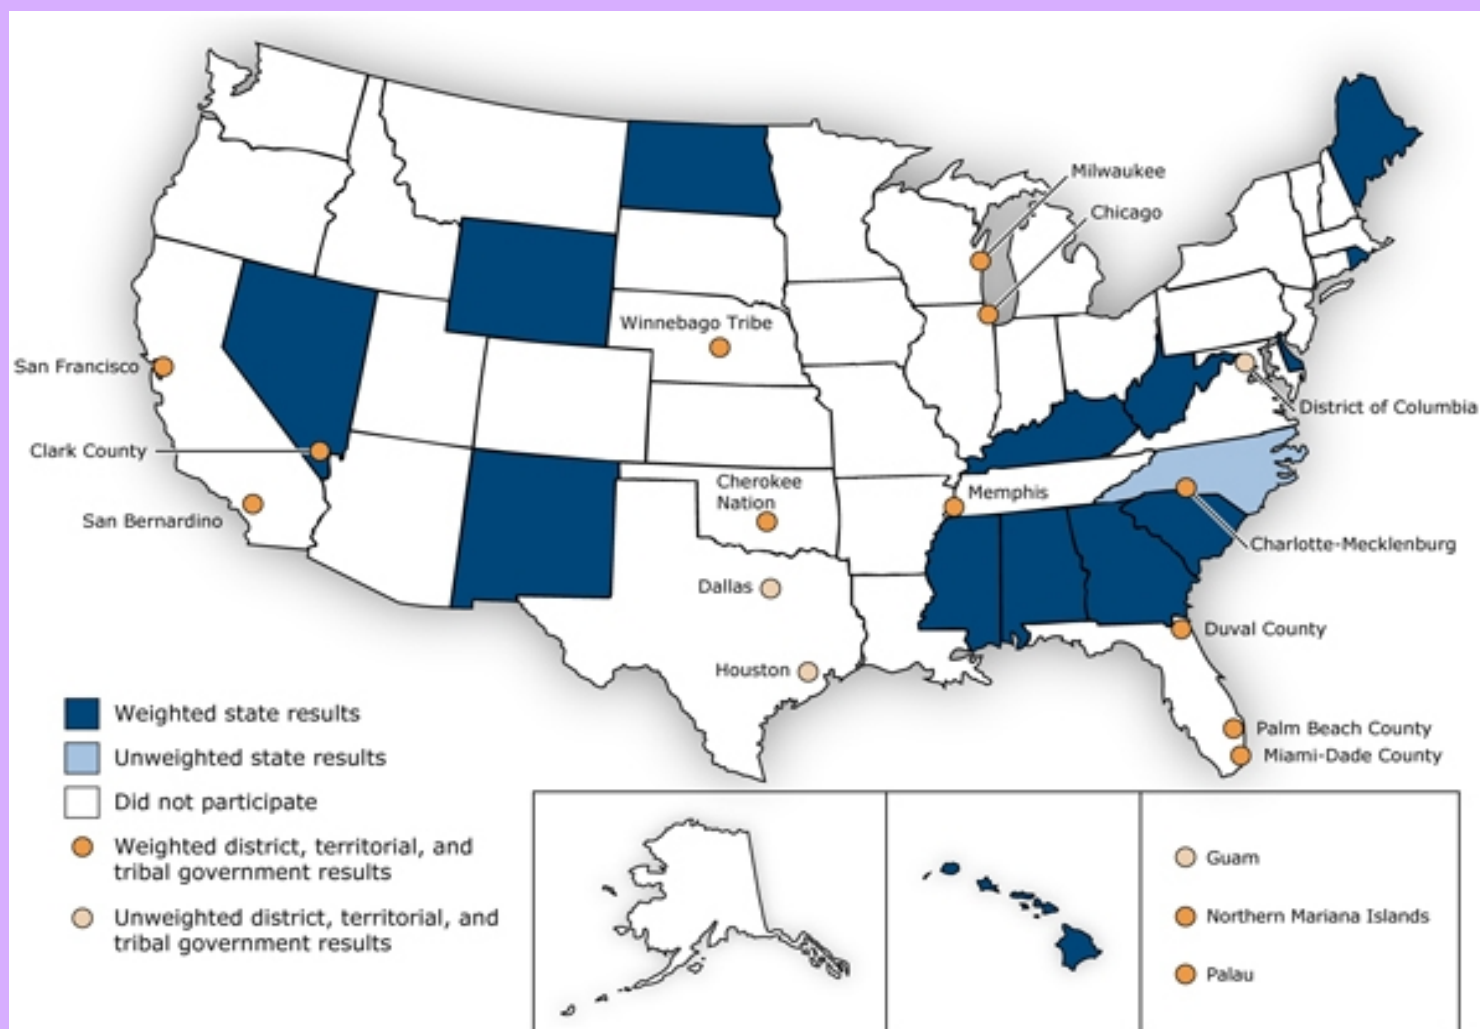 Milwaukee
Chicago
Winnebago Tribe
San Francisco
District of Columbia
Clark County
Cherokee
Nation
Memphis
San Bernardino
Charlotte-Mecklenburg
Dallas
Duval County
Houston
Weighted state results
Palm Beach County
Unweighted state results
Miami-Dade County
Did not participate
Weighted district, territorial, and
tribal government results
Unweighted district, territorial, and
tribal government results
Guam
Northern Mariana Islands
Palau